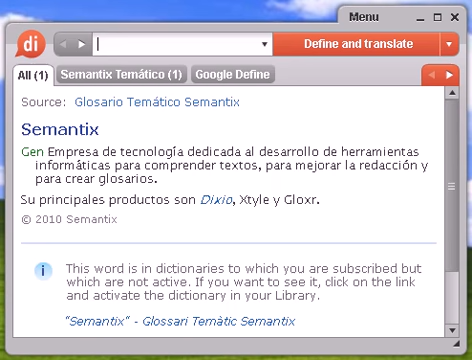 Menu
di
Define and translate
All (1) Semantix Temático (1) Google Define
Source: Glosario Temático Semantix
Semantix
Gen Empresa de tecnología dedicada al desarrollo de herramientas
informáticas para comprender textos, para mejorar la redacción y
para crear glosarios.
Su principales productos son Dixio, Xtyle y Gloxr.
© 2010 Semantix
i
This word is in dictionaries to which you are subscribed but
which are not active. If you want to see it, click on the link
and activate the dictionary in your Library.
"Semantix" - Glossari Temàtic Semantix